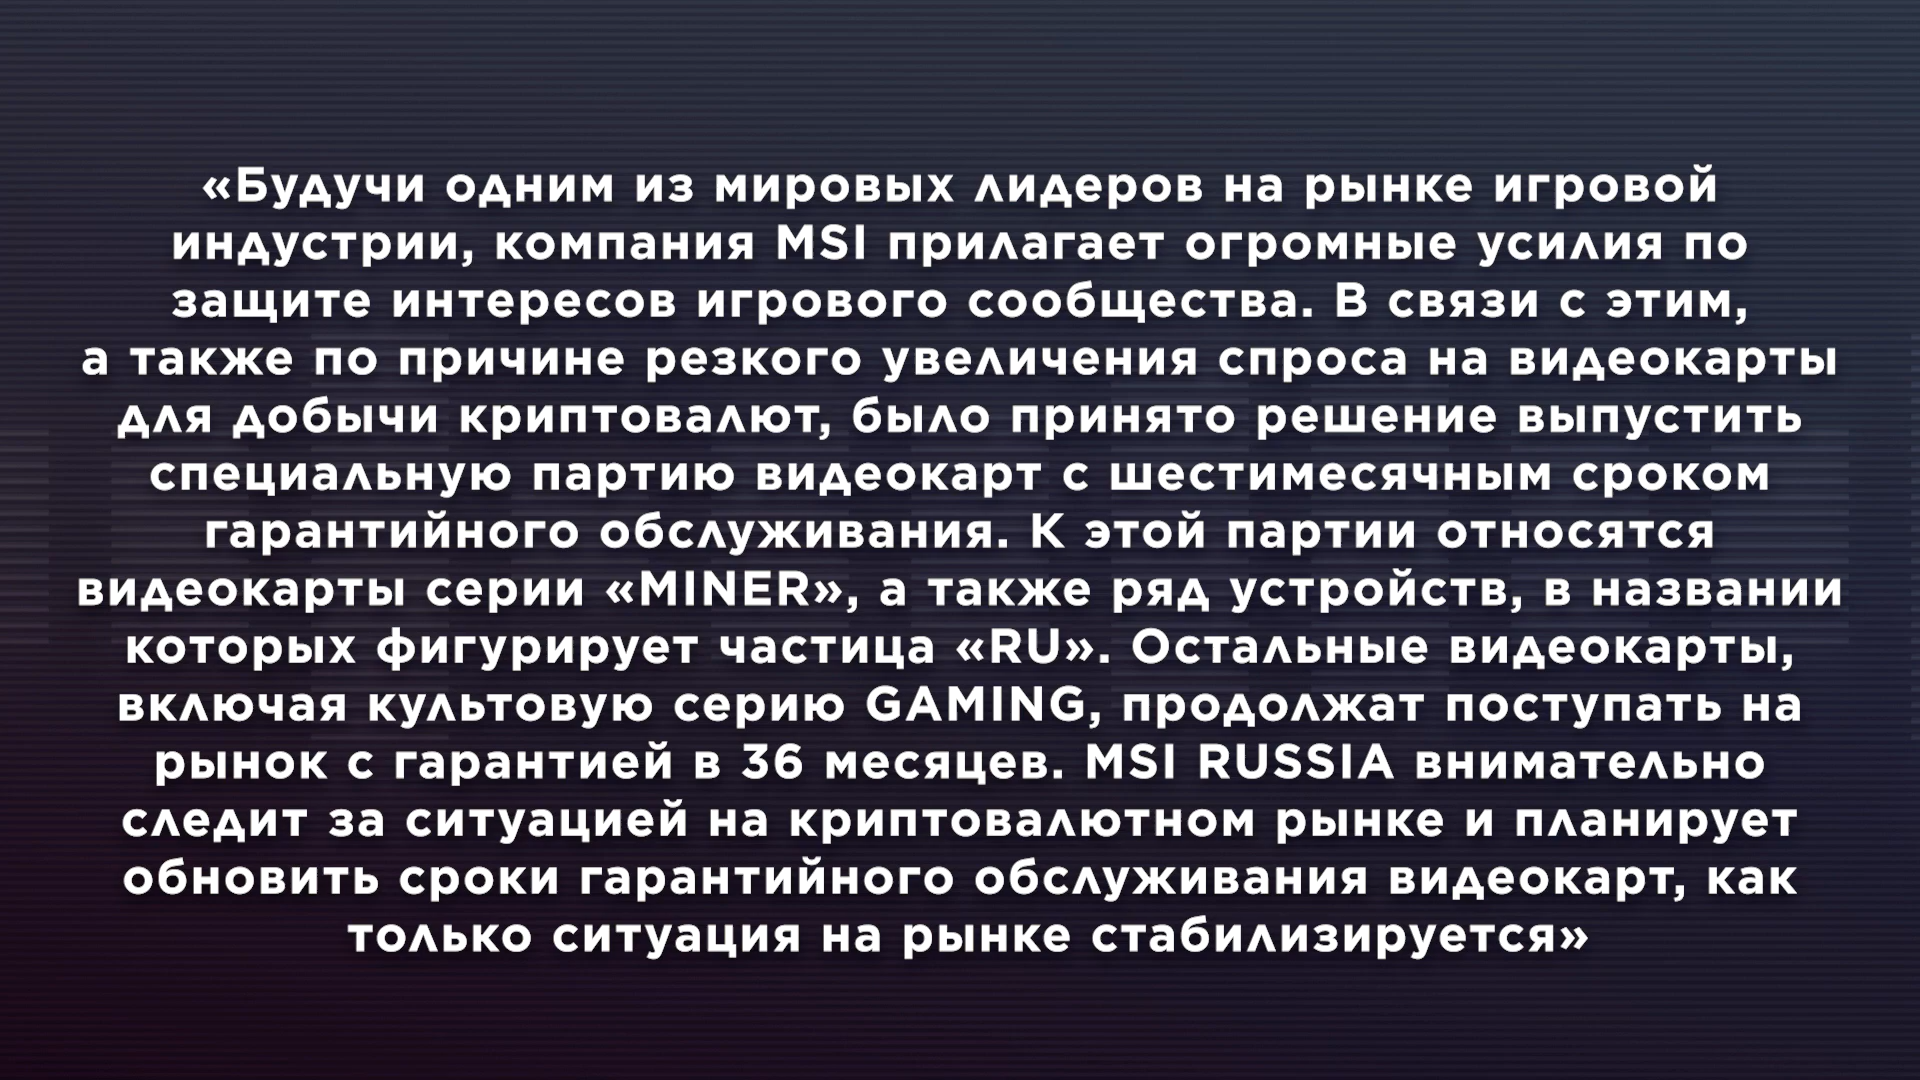 «Будучи одним из мировых лидеров на рынке игровой
индустрии, компания MSI прилагает огромные усилия по
защите интересов игрового сообщества. В связи с этим,
а также по причине резкого увеличения спроса на видеокарты
для добычи криптовалют, было принято решение выпустить
специальную партию видеокарт с шестимесячным сроком
гарантийного обслуживания. К этой партии относятся
видеокарты серии «MINER», а также ряд устройств, в названии
которых фигурирует частица «RU». Остальные видеокарты,
включая культовую серию GAMING, продолжат поступать на
рынок с гарантией в 36 месяцев. MSI RUSSIA внимательно
следит за ситуацией на криптовалютном рынке и планирует
обновить сроки гарантийного обслуживания видеокарт, как
только ситуация на рынке стабилизируется»